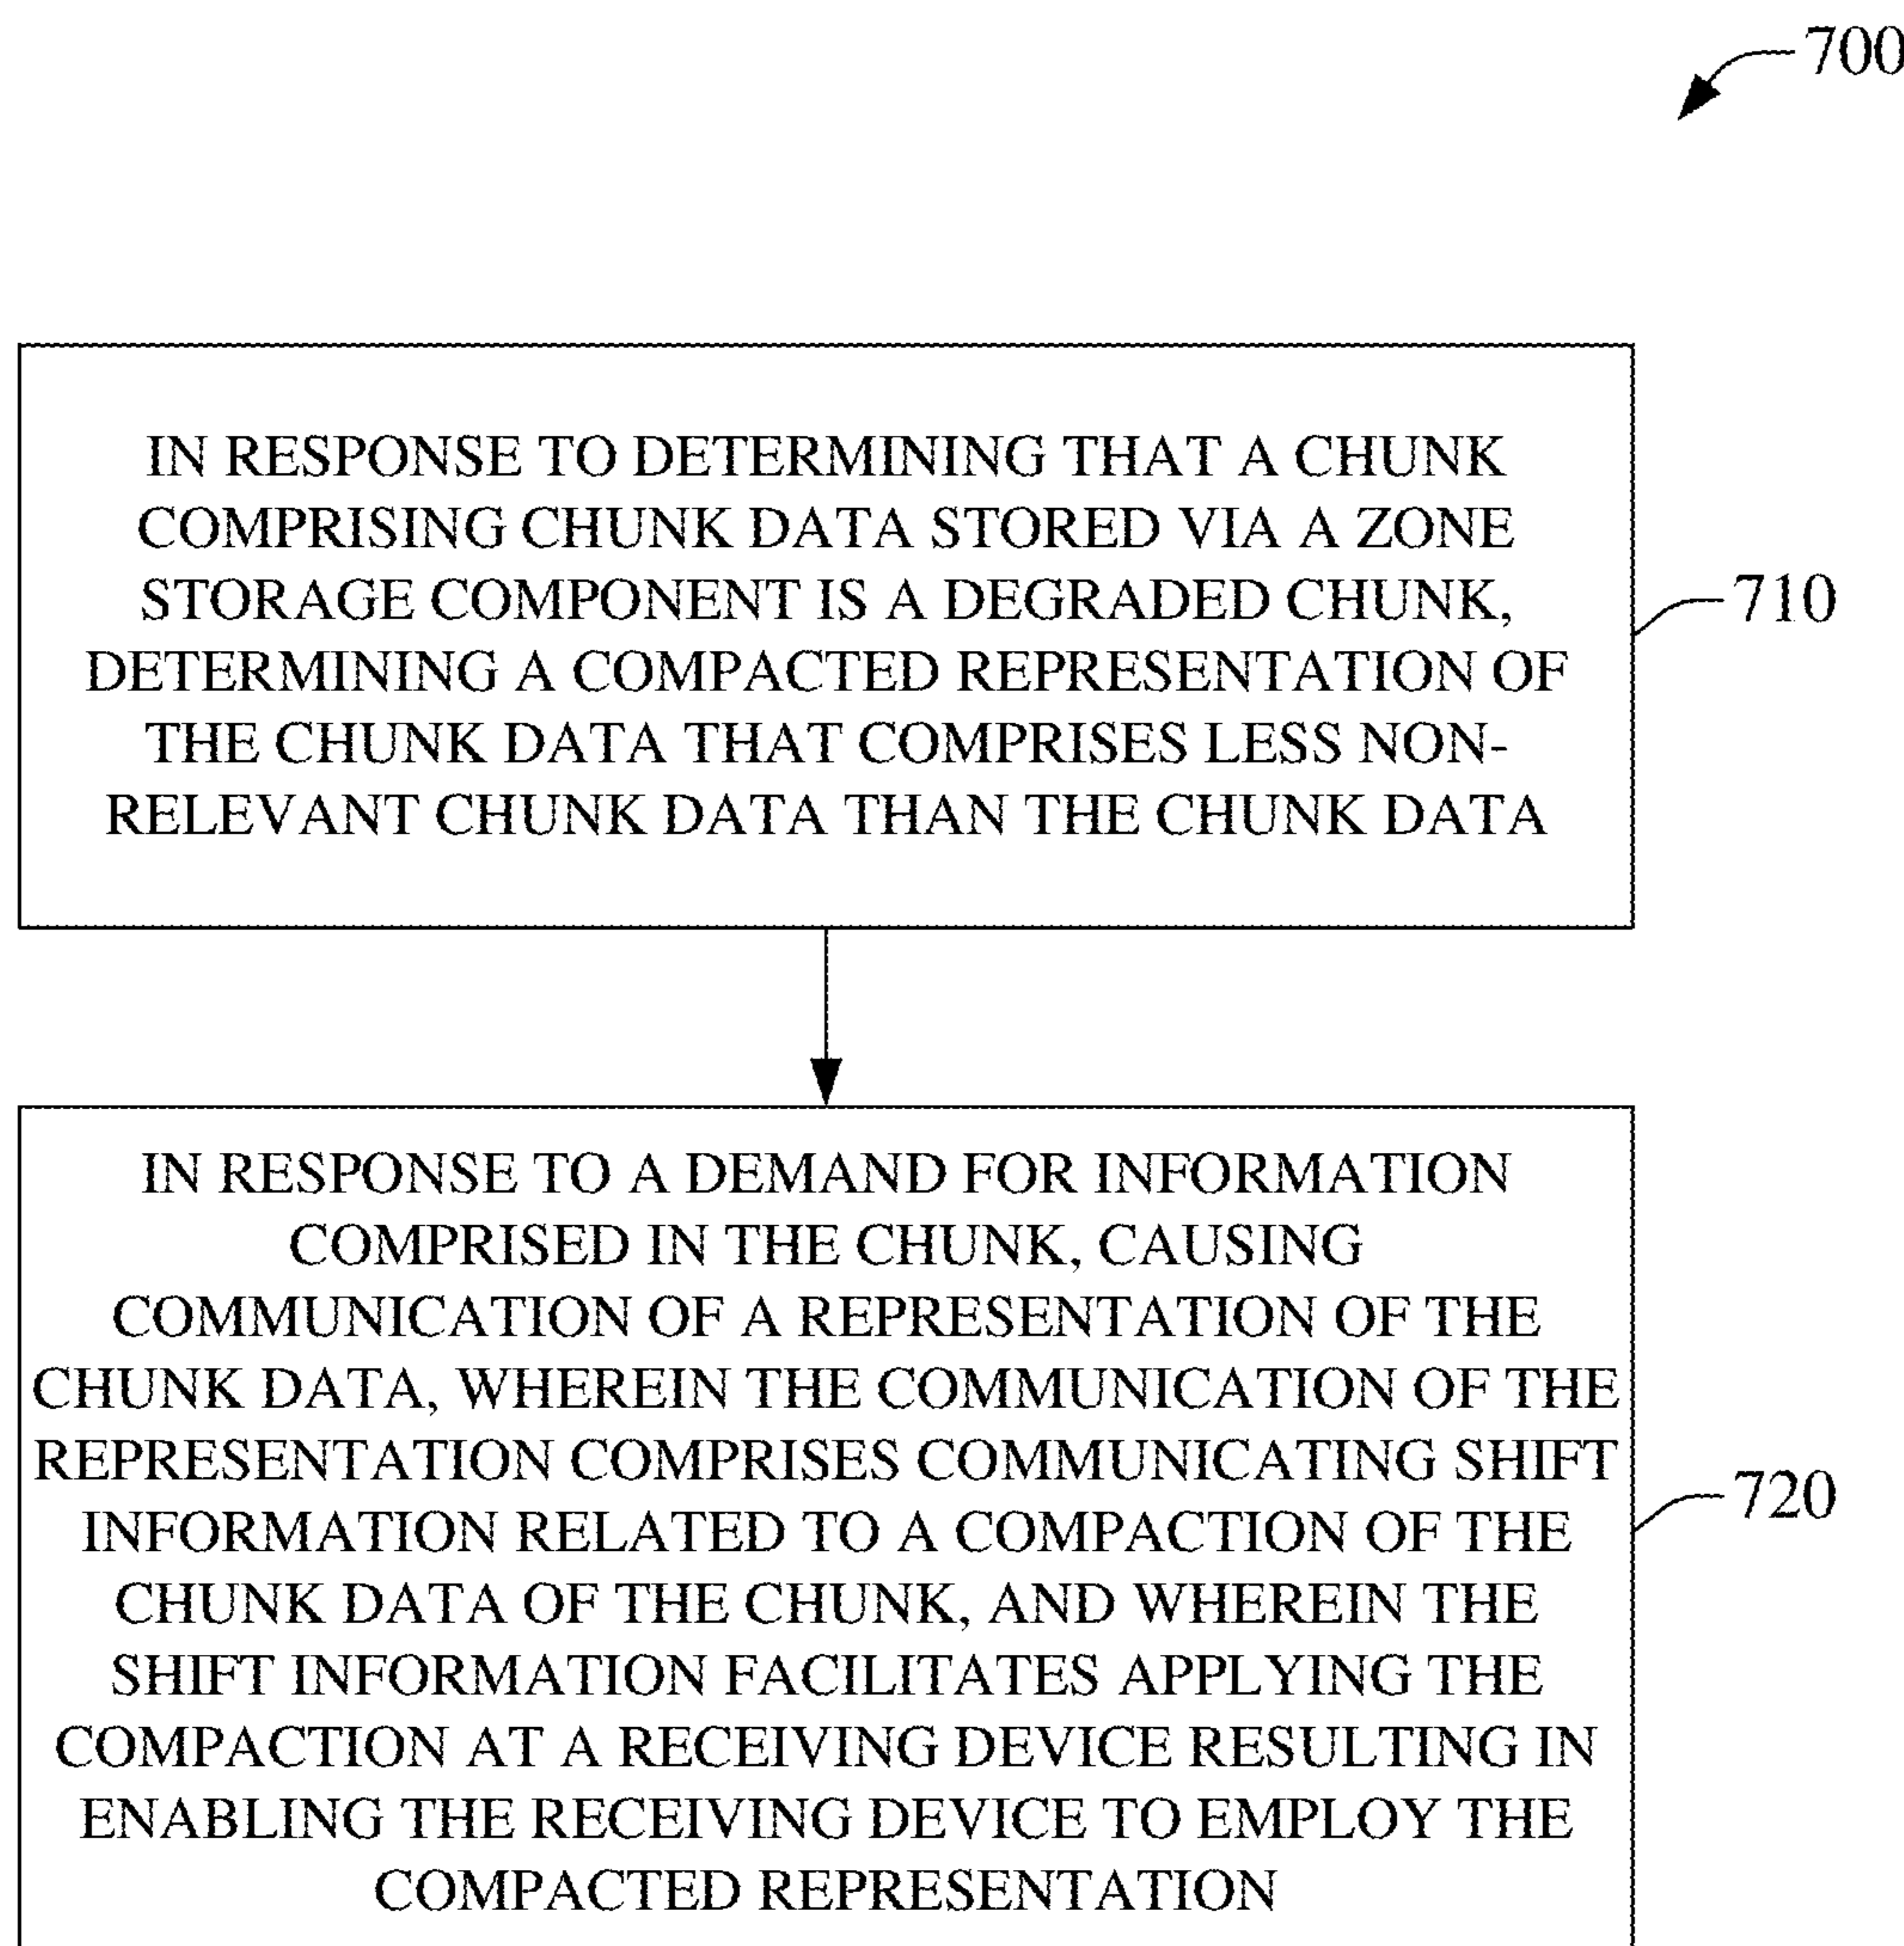 700
IN RESPONSE TO DETERMINING THAT A CHUNK
COMPRISING CHUNK DATA STORED VIA A ZONE
STORAGE COMPONENT IS A DEGRADED CHUNK,
DETERMINING A COMPACTED REPRESENTATION OF
THE CHUNK DATA THAT COMPRISES LESS NON-
RELEVANT CHUNK DATA THAN THE CHUNK DATA
710
IN RESPONSE TO A DEMAND FOR INFORMATION
COMPRISED IN THE CHUNK, CAUSING
COMMUNICATION OF A REPRESENTATION OF THE
CHUNK DATA, WHEREIN THE COMMUNICATION OF THE
REPRESENTATION COMPRISES COMMUNICATING SHIFT
INFORMATION RELATED TO A COMPACTION OF THE
CHUNK DATA OF THE CHUNK, AND WHEREIN THE
SHIFT INFORMATION FACILITATES APPLYING THE
COMPACTION AT A RECEIVING DEVICE RESULTING IN
ENABLING THE RECEIVING DEVICE TO EMPLOY THE
COMPACTED REPRESENTATION
720